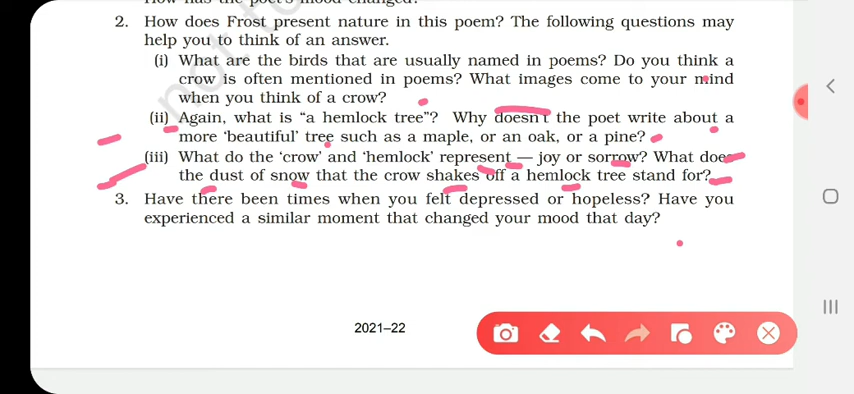 2. How does Frost present nature in this poem? The following questions may
help you to think of an answer.
(i) What are the birds that are usually named in poems? Do you think a
crow is often mentioned in poems? What images come to your mind
when you think of a crow?
(ii) Again, what is “a hemlock tree”? Why doesn't the poet write about a
more ‘beautiful’ tree such as a maple, or an oak, or a pine?
(iii) What do the ‘crow’ and ‘hemlock’ represent — joy or sorrow? What does
the dust of snow that the crow shakes off a hemlock tree stand for?
3. Have there been times when you felt depressed or hopeless? Have you
experienced a similar moment that changed your mood that day?
2021–22